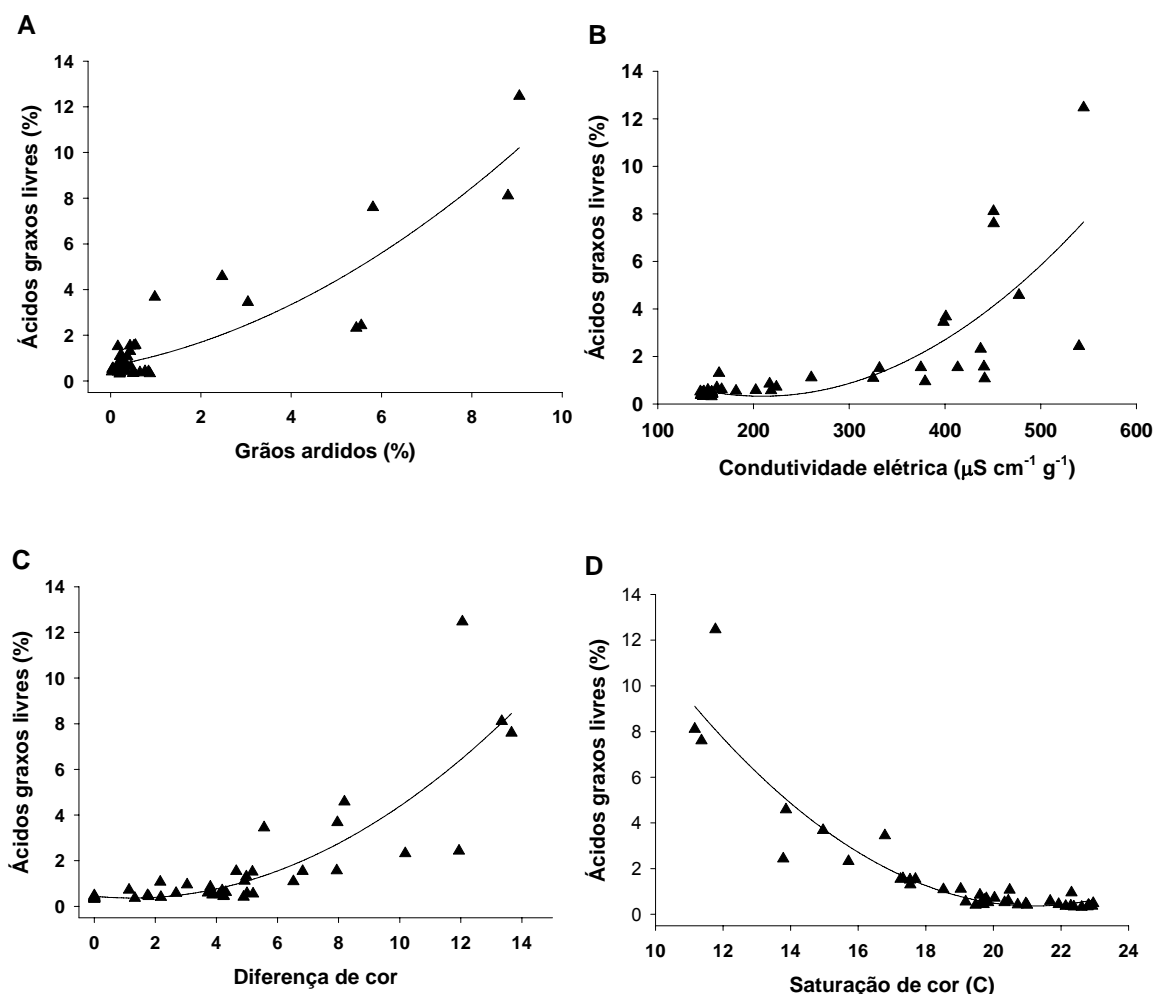 A
Ácidos graxos livres (%)
14
12
10
8
6
4
2
0
0 2 4 6 8 10
Grãos ardidos (%)
B
Ácidos graxos livres (%)
14
12
10
8
6
4
2
0
100 200 300 400 500 600
Condutividade elétrica (µS cm⁻¹ g⁻¹)
C
Ácidos graxos livres (%)
14
12
10
8
6
4
2
0
0 2 4 6 8 10 12 14
Diferença de cor
D
Ácidos graxos livres (%)
14
12
10
8
6
4
2
0
10 12 14 16 18 20 22 24
Saturação de cor (C)